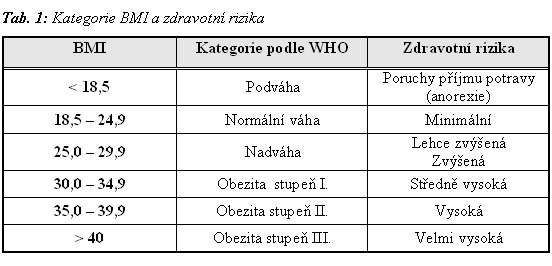 Tab. 1: Kategorie BMI a zdravotní rizika
BMI Kategorie podle WHO Zdravotní rizika
< 18,5 Podváha Poruchy příjmu potravy
(anorexie)
18,5 – 24,9 Normální váha Minimální
25,0 – 29,9 Nadváha Lehce zvýšená
Zvýšená
30,0 – 34,9 Obezita stupeň I. Středně vysoká
35,0 – 39,9 Obezita stupeň II. Vysoká
> 40 Obezita stupeň III. Velmi vysoká